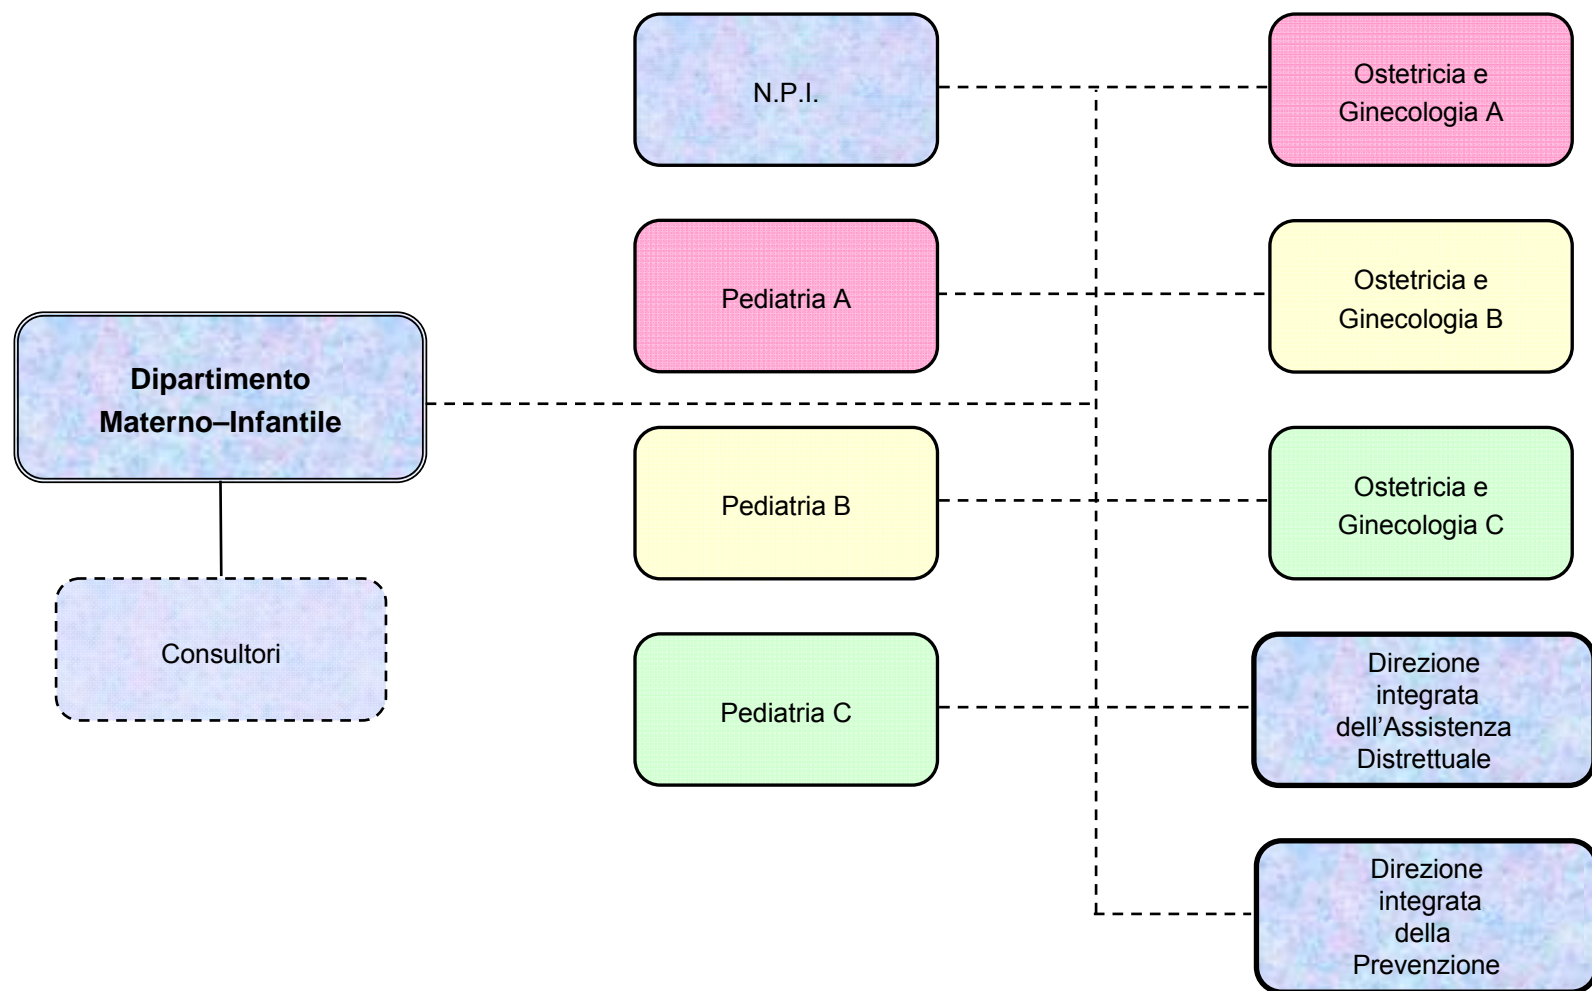 N.P.I.
Ostetricia e
Ginecologia A
Pediatria A
Ostetricia e
Ginecologia B
Dipartimento
Materno–Infantile
Pediatria B
Ostetricia e
Ginecologia C
Consultori
Pediatria C
Direzione
integrata
dell’Assistenza
Distrettuale
Direzione
integrata
della
Prevenzione